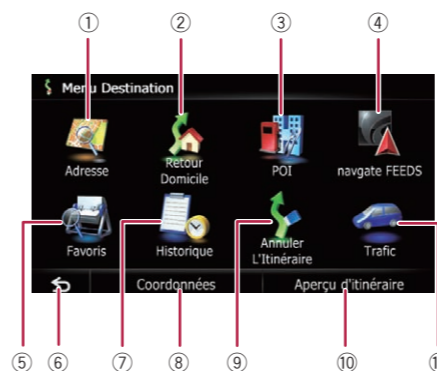 ① ② ③ ④
Menu Destination
Adresse
Retour
Domicile
POI
navgate FEEDS
Favoris
Historique
Annuler
L'Itinéraire
Trafic
Coordonnées
Aperçu d'itinéraire
⑤ ⑥ ⑦ ⑧ ⑨ ⑩